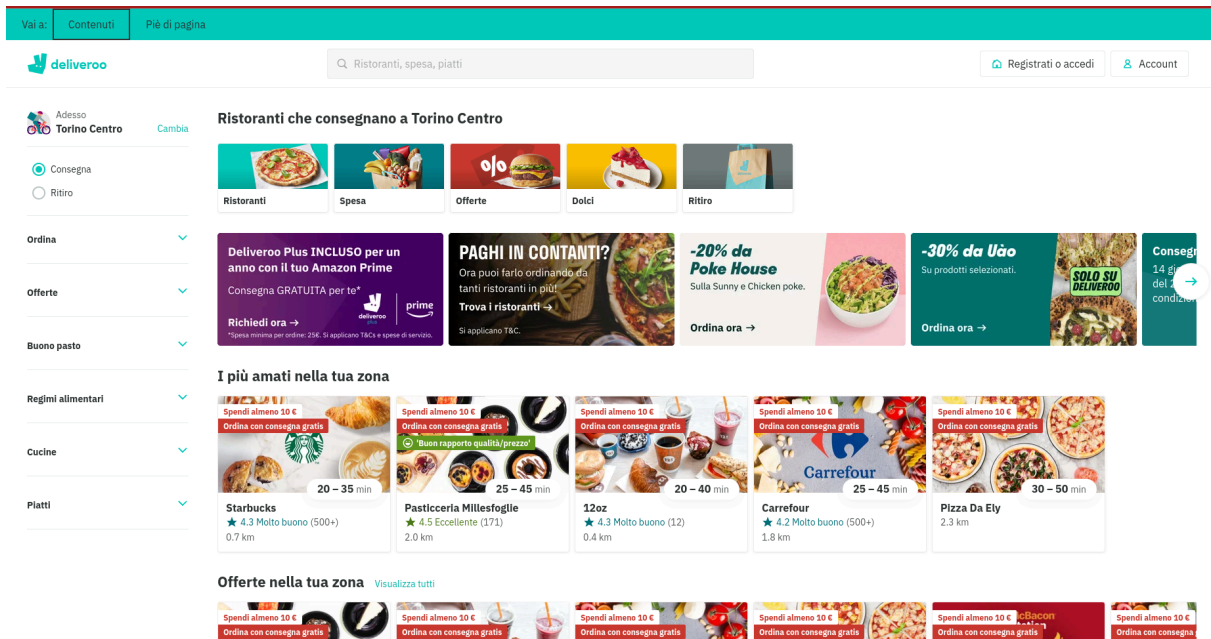 Vai a: Contenuti Piè di pagina
deliveroo
Ristoranti, spesa, piatti
Registrati o accedi
Account
Adesso
Torino Centro
Cambia
Consegna
Ritiro
Ordina
Offerte
Buono pasto
Regimi alimentari
Cucine
Piatti
Ristoranti che consegnano a Torino Centro
Ristoranti
Spesa
%
Offerte
Dolci
Ritiro
Deliveroo Plus INCLUSO per un
anno con il tuo Amazon Prime
Consegna GRATUITA per te*
deliveroo
plus
prime
Richiedi ora →
*Spesa minima per ordine: 25€. Si applicano T&Cs e spese di servizio.
PAGHI IN CONTANTI?
Ora puoi farlo ordinando da
tanti ristoranti in più!
Trova i ristoranti →
Si applicano T&C.
-20% da
Poke House
Sulla Sunny e Chicken poke.
Ordina ora →
-30% da Uào
Su prodotti selezionati.
SOLO SU
DELIVEROO
Ordina ora →
I più amati nella tua zona
Spendi almeno 10 €
Ordina con consegna gratis
20 – 35 min
Starbucks
4.3 Molto buono (500+)
0.7 km
Spendi almeno 10 €
Ordina con consegna gratis
'Buon rapporto qualità/prezzo'
25 – 45 min
Pasticceria Millesfoglie
4.5 Eccellente (171)
2.0 km
Spendi almeno 10 €
Ordina con consegna gratis
20 – 40 min
12oz
4.3 Molto buono (12)
0.4 km
Spendi almeno 10 €
Ordina con consegna gratis
Carrefour
25 – 45 min
Carrefour
4.2 Molto buono (500+)
1.8 km
Spendi almeno 10 €
Ordina con consegna gratis
30 – 50 min
Pizza Da Ely
2.3 km
Offerte nella tua zona Visualizza tutti
Spendi almeno 10 €
Ordina con consegna gratis
Spendi almeno 10 €
Ordina con consegna gratis
Spendi almeno 10 €
Ordina con consegna gratis
Spendi almeno 10 €
Ordina con consegna gratis
Spendi almeno 10 €
Ordina con consegna gratis
Spendi almeno 10 €
Ordina con consegna